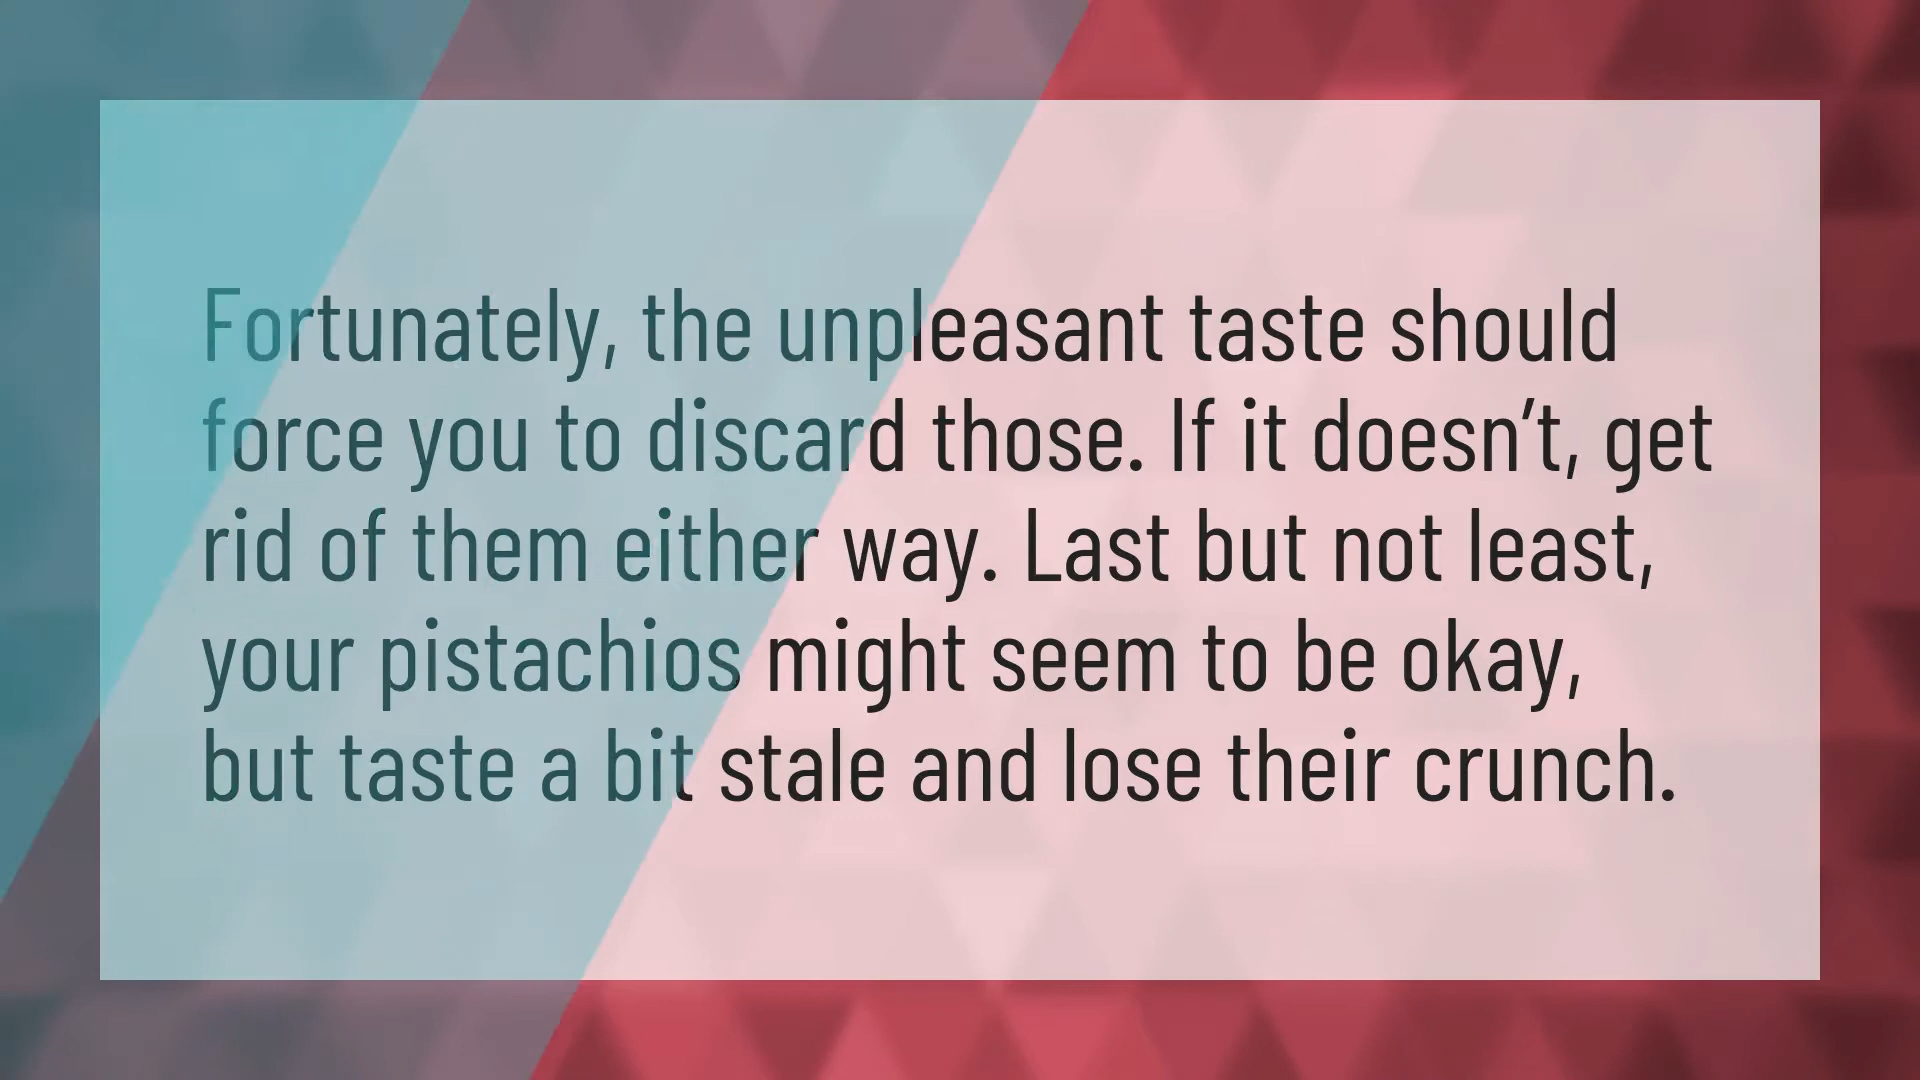 Fortunately, the unpleasant taste should
force you to discard those. If it doesn’t, get
rid of them either way. Last but not least,
your pistachios might seem to be okay,
but taste a bit stale and lose their crunch.